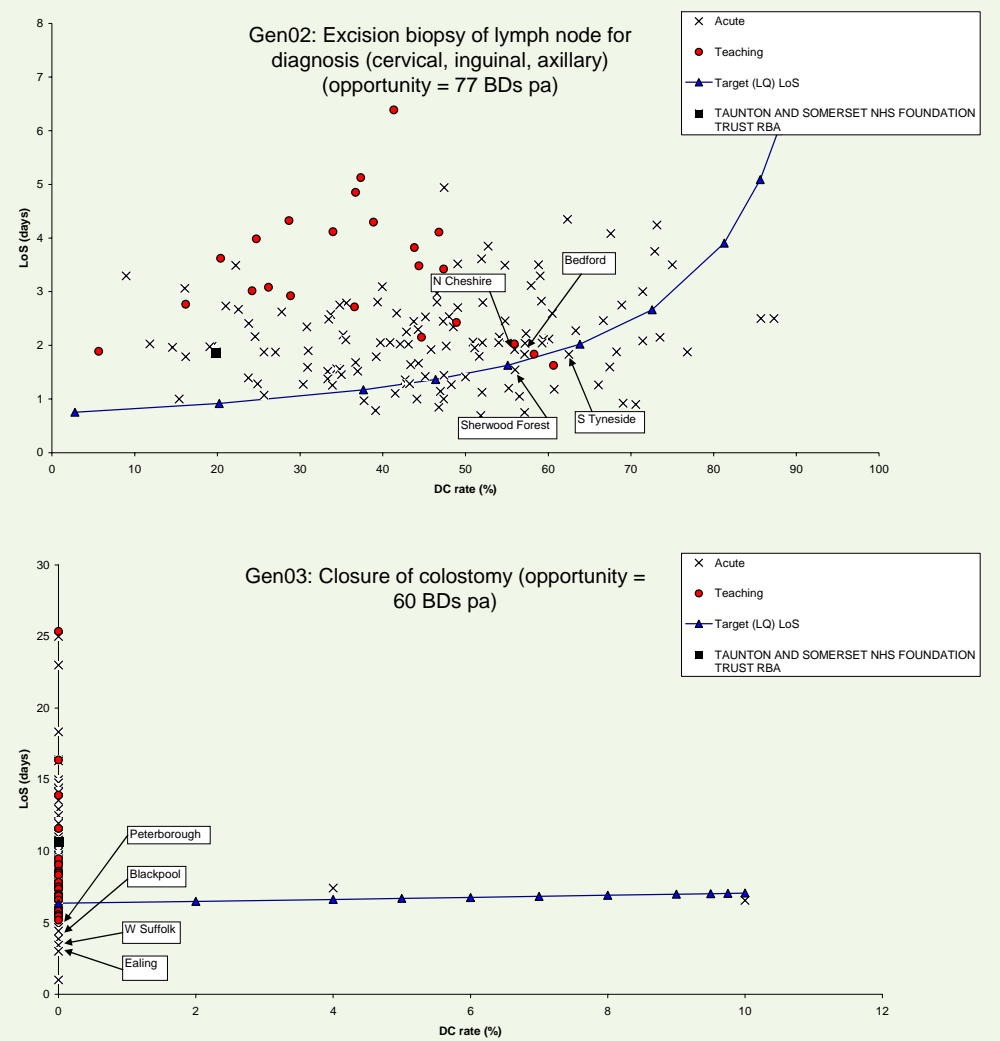 Gen02: Excision biopsy of lymph node for
diagnosis (cervical, inguinal, axillary)
(opportunity = 77 BDs pa)
Acute
Teaching
Target (LQ) LoS
TAUNTON AND SOMERSET NHS FOUNDATION
TRUST RBA
8
7
6
5
4
3
2
1
0
LoS (days)
Bedford
N Cheshire
Sherwood Forest
S Tyneside
0 10 20 30 40 50 60 70 80 90 100
DC rate (%)
Gen03: Closure of colostomy (opportunity =
60 BDs pa)
Acute
Teaching
Target (LQ) LoS
TAUNTON AND SOMERSET NHS FOUNDATION
TRUST RBA
30
25
20
15
10
5
0
LoS (days)
Peterborough
Blackpool
W Suffolk
Ealing
0 2 4 6 8 10 12
DC rate (%)